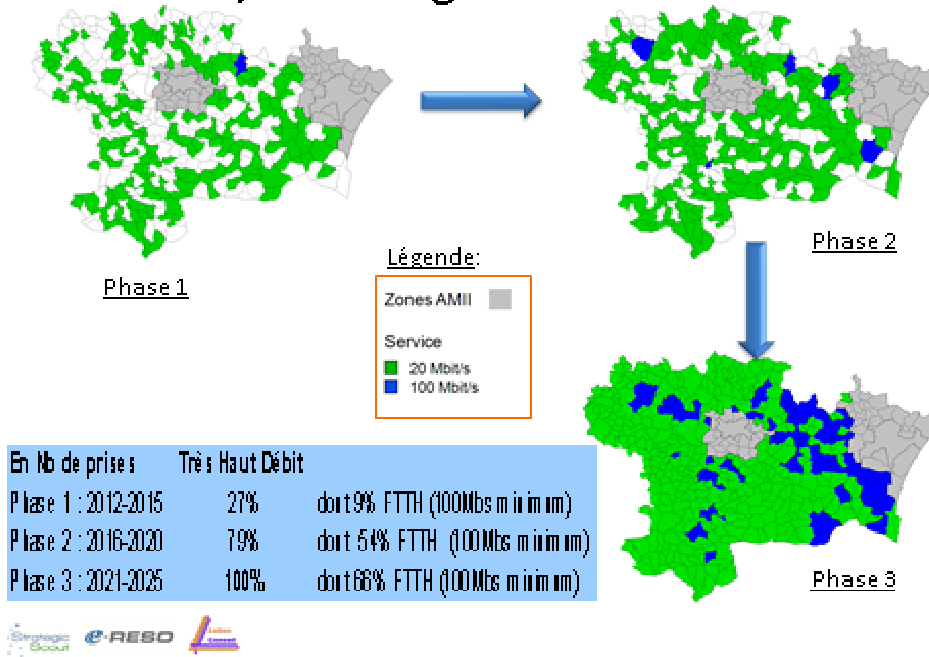 Phase 1
Phase 2
Légende:
Zones AMII
Service
20 Mbit/s
100 Mbit/s
Phase 3
En Nb de prises Très Haut Débit
Phase 1 : 2012-2015 27% dont 9% FTTH (100Mbs minimum)
Phase 2 : 2016-2020 79% dont 54% FTTH (100Mbs minimum)
Phase 3 : 2021-2025 100% dont 66% FTTH (100Mbs minimum)
Strategic Scout
e-RESO
Conseil